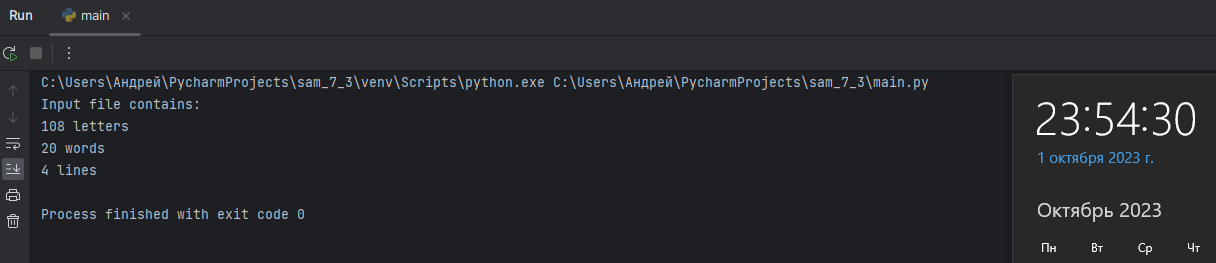 Run
main
C:\Users\Андрей\PycharmProjects\sam_7_3\venv\Scripts\python.exe C:\Users\Андрей\PycharmProjects\sam_7_3\main.py
Input file contains:
108 letters
20 words
4 lines
Process finished with exit code 0
23:54:30
1 октября 2023 г.
Октябрь 2023
Пн Вт Ср Чт